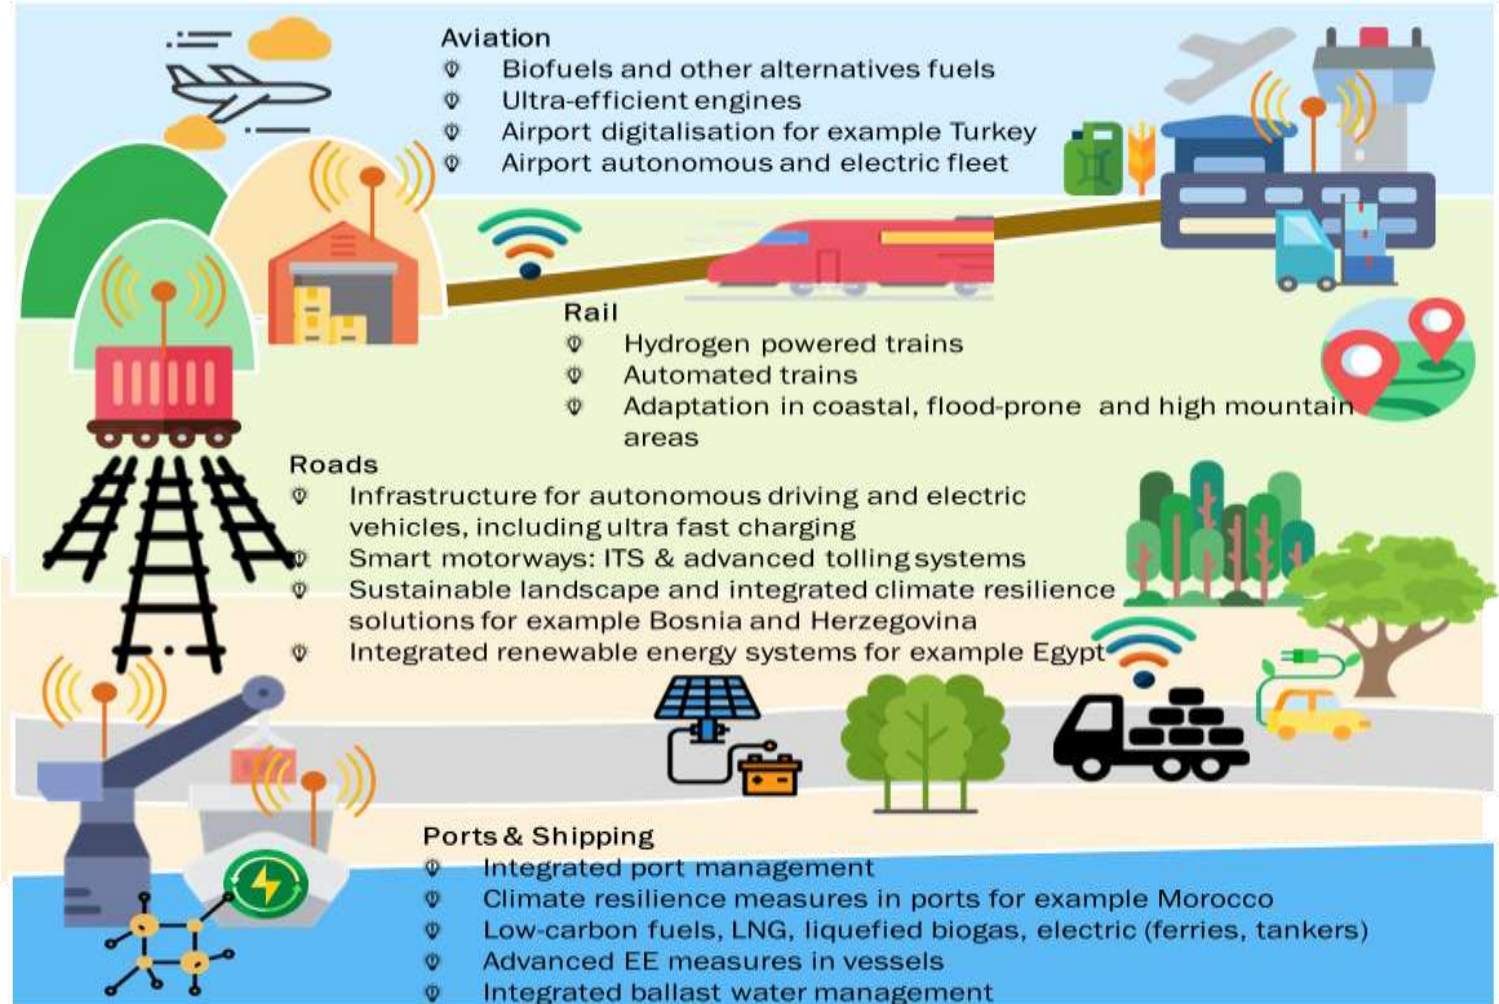 Aviation
Biofuels and other alternatives fuels
Ultra-efficient engines
Airport digitalisation for example Turkey
Airport autonomous and electric fleet
Rail
Hydrogen powered trains
Automated trains
Adaptation in coastal, flood-prone and high mountain
areas
Roads
Infrastructure for autonomous driving and electric
vehicles, including ultra fast charging
Smart motorways: ITS & advanced tolling systems
Sustainable landscape and integrated climate resilience
solutions for example Bosnia and Herzegovina
Integrated renewable energy systems for example Egypt
Ports & Shipping
Integrated port management
Climate resilience measures in ports for example Morocco
Low-carbon fuels, LNG, liquefied biogas, electric (ferries, tankers)
Advanced EE measures in vessels
Integrated ballast water management